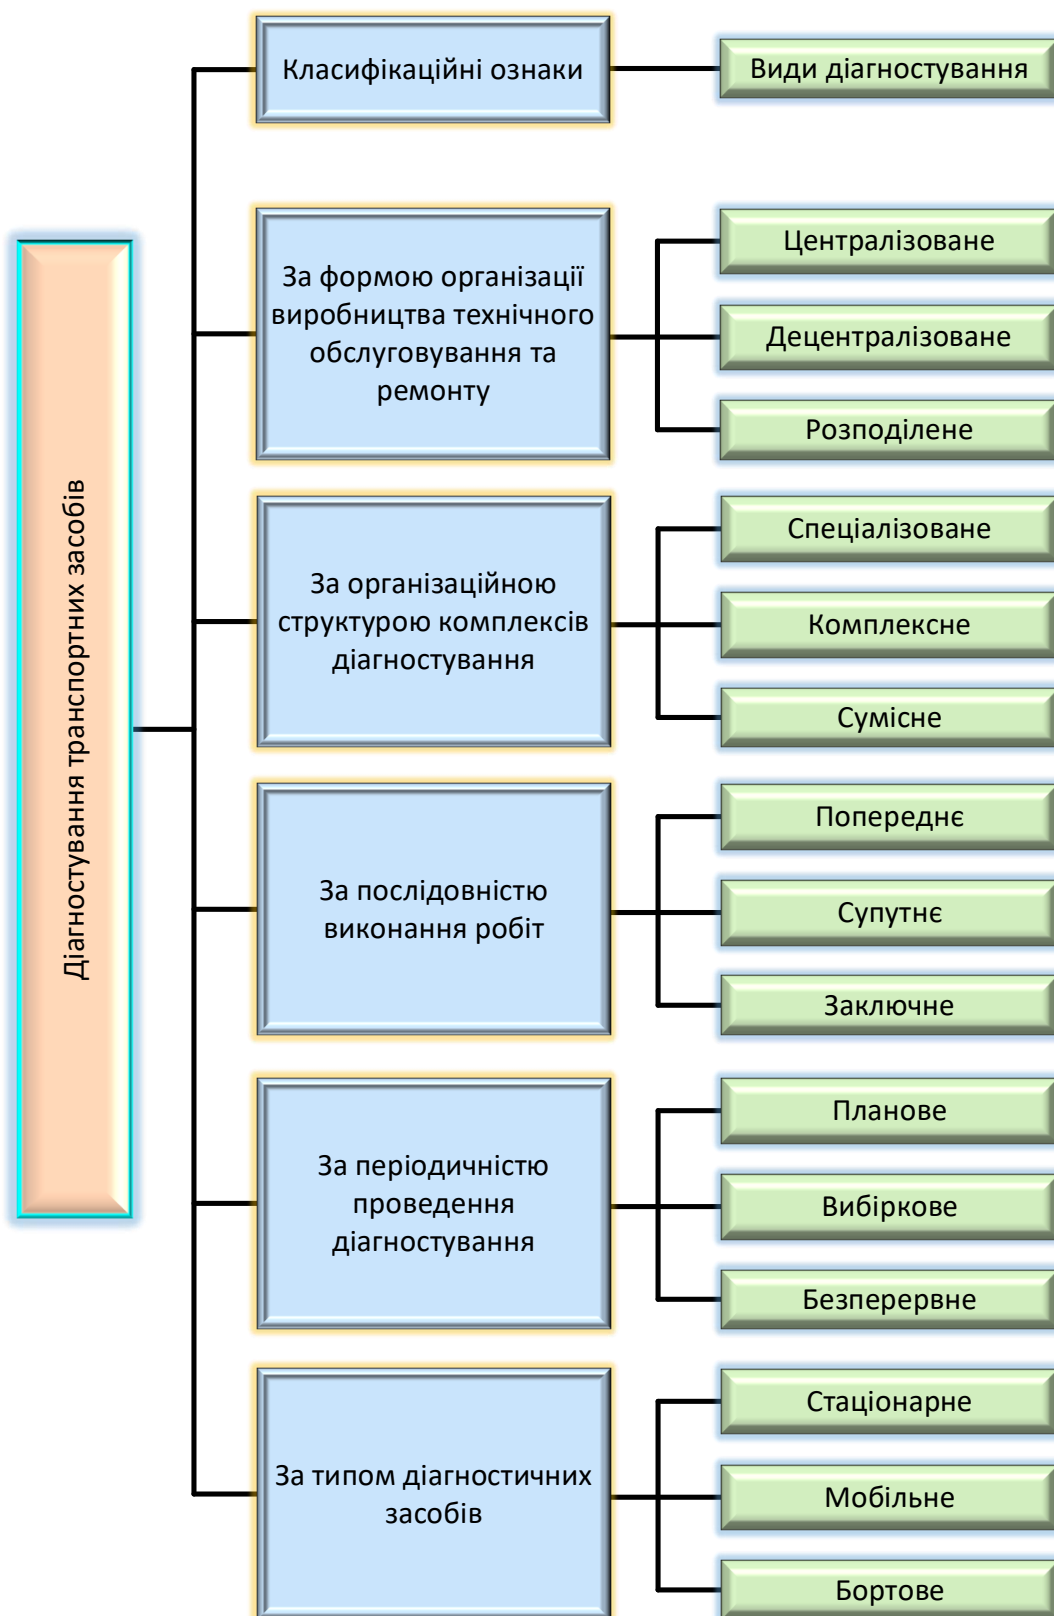 Діагностування транспортних засобів
Класифікаційні ознаки
Види діагностування
За формою організації
виробництва технічного
обслуговування та
ремонту
Централізоване
Децентралізоване
Розподілене
За організаційною
структурою комплексів
діагностування
Спеціалізоване
Комплексне
Сумісне
За послідовністю
виконання робіт
Попереднє
Супутнє
Заключне
За періодичністю
проведення
діагностування
Планове
Вибіркове
Безперервне
За типом діагностичних
засобів
Стаціонарне
Мобільне
Бортове